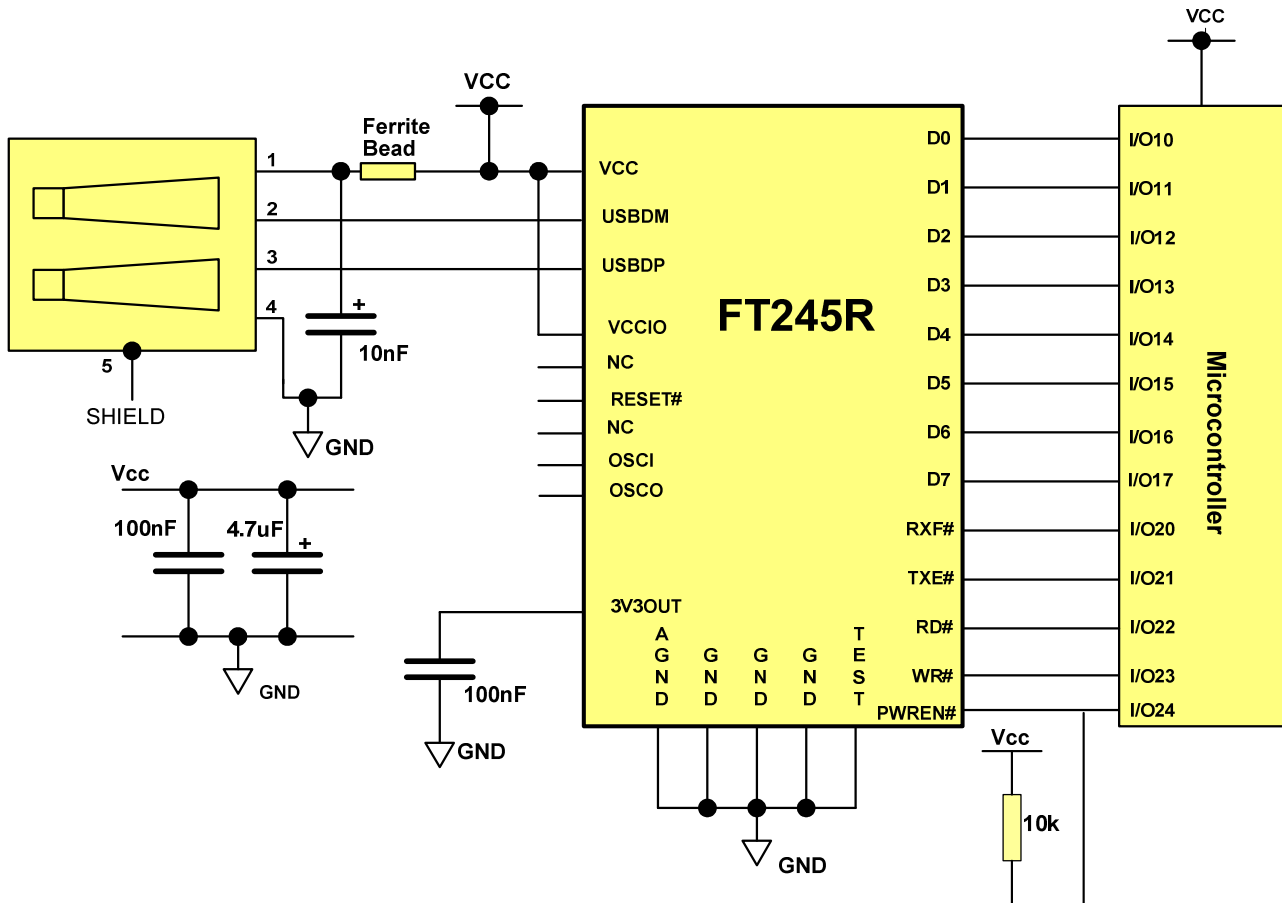 VCC
VCC
Ferrite
Bead
1
2
3
4
5
SHIELD
+
10nF
GND
Vcc
100nF
4.7uF
+
GND
100nF
GND
FT245R
VCC
USBDM
USBDP
VCCIO
NC
RESET#
NC
OSCI
OSCO
3V3OUT
AGND
GND
GND
GND
TEST
GND
D0
D1
D2
D3
D4
D5
D6
D7
RXF#
TXE#
RD#
WR#
PWREN#
I/O10
I/O11
I/O12
I/O13
I/O14
I/O15
I/O16
I/O17
I/O20
I/O21
I/O22
I/O23
I/O24
Microcontroller
Vcc
10k